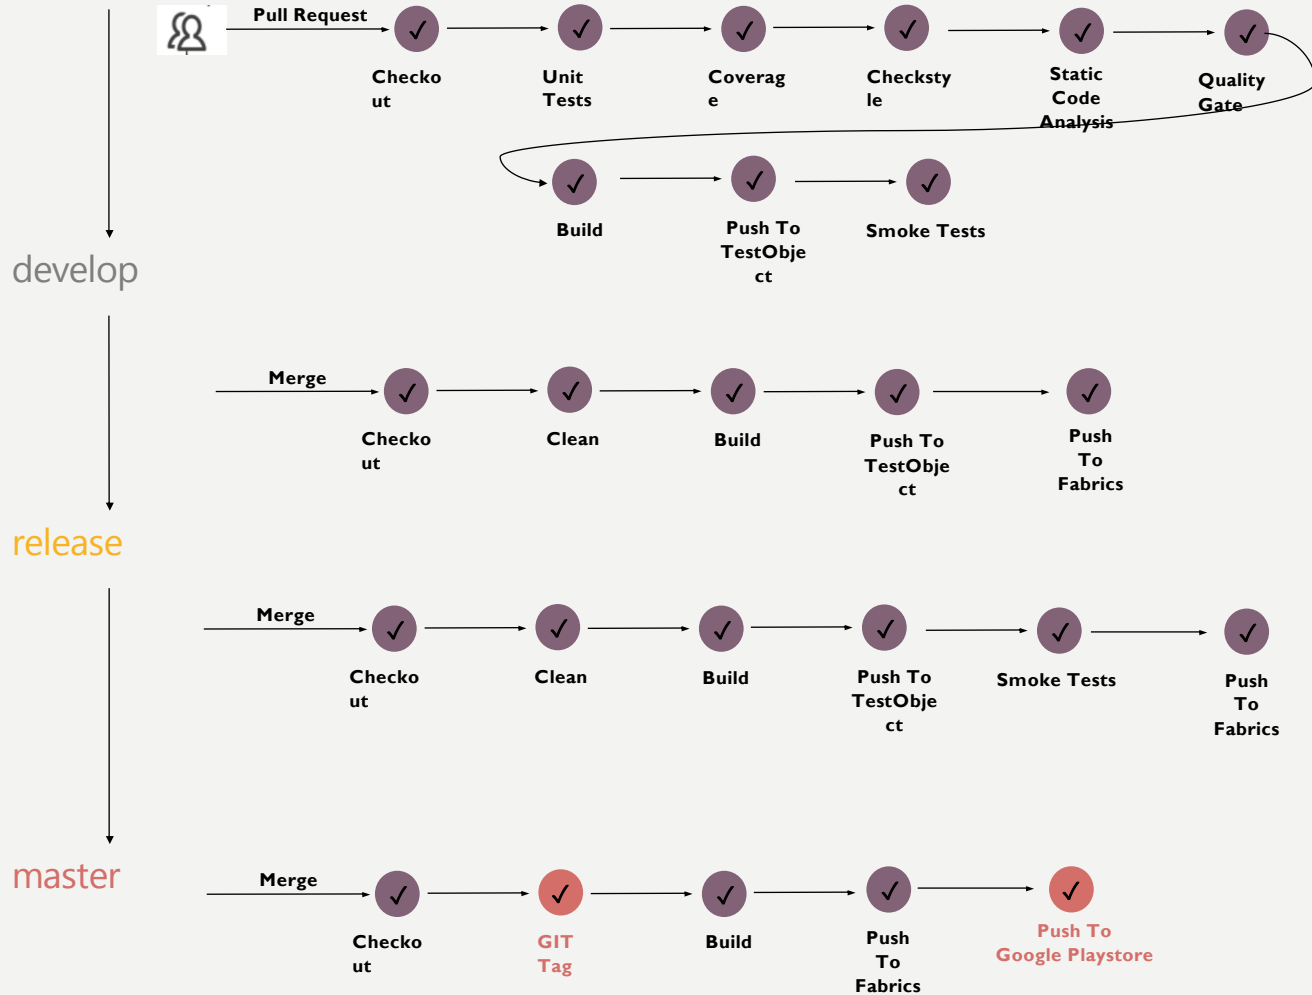 Pull Request
Checko
ut
Unit
Tests
Coverag
e
Checksty
le
Static
Code
Analysis
Quality
Gate
Build
Push To
TestObje
ct
Smoke Tests
develop
Merge
Checko
ut
Clean
Build
Push To
TestObje
ct
Push
To
Fabrics
release
Merge
Checko
ut
Clean
Build
Push To
TestObje
ct
Smoke Tests
Push
To
Fabrics
master
Merge
Checko
ut
GIT
Tag
Build
Push
To
Fabrics
Push To
Google Playstore